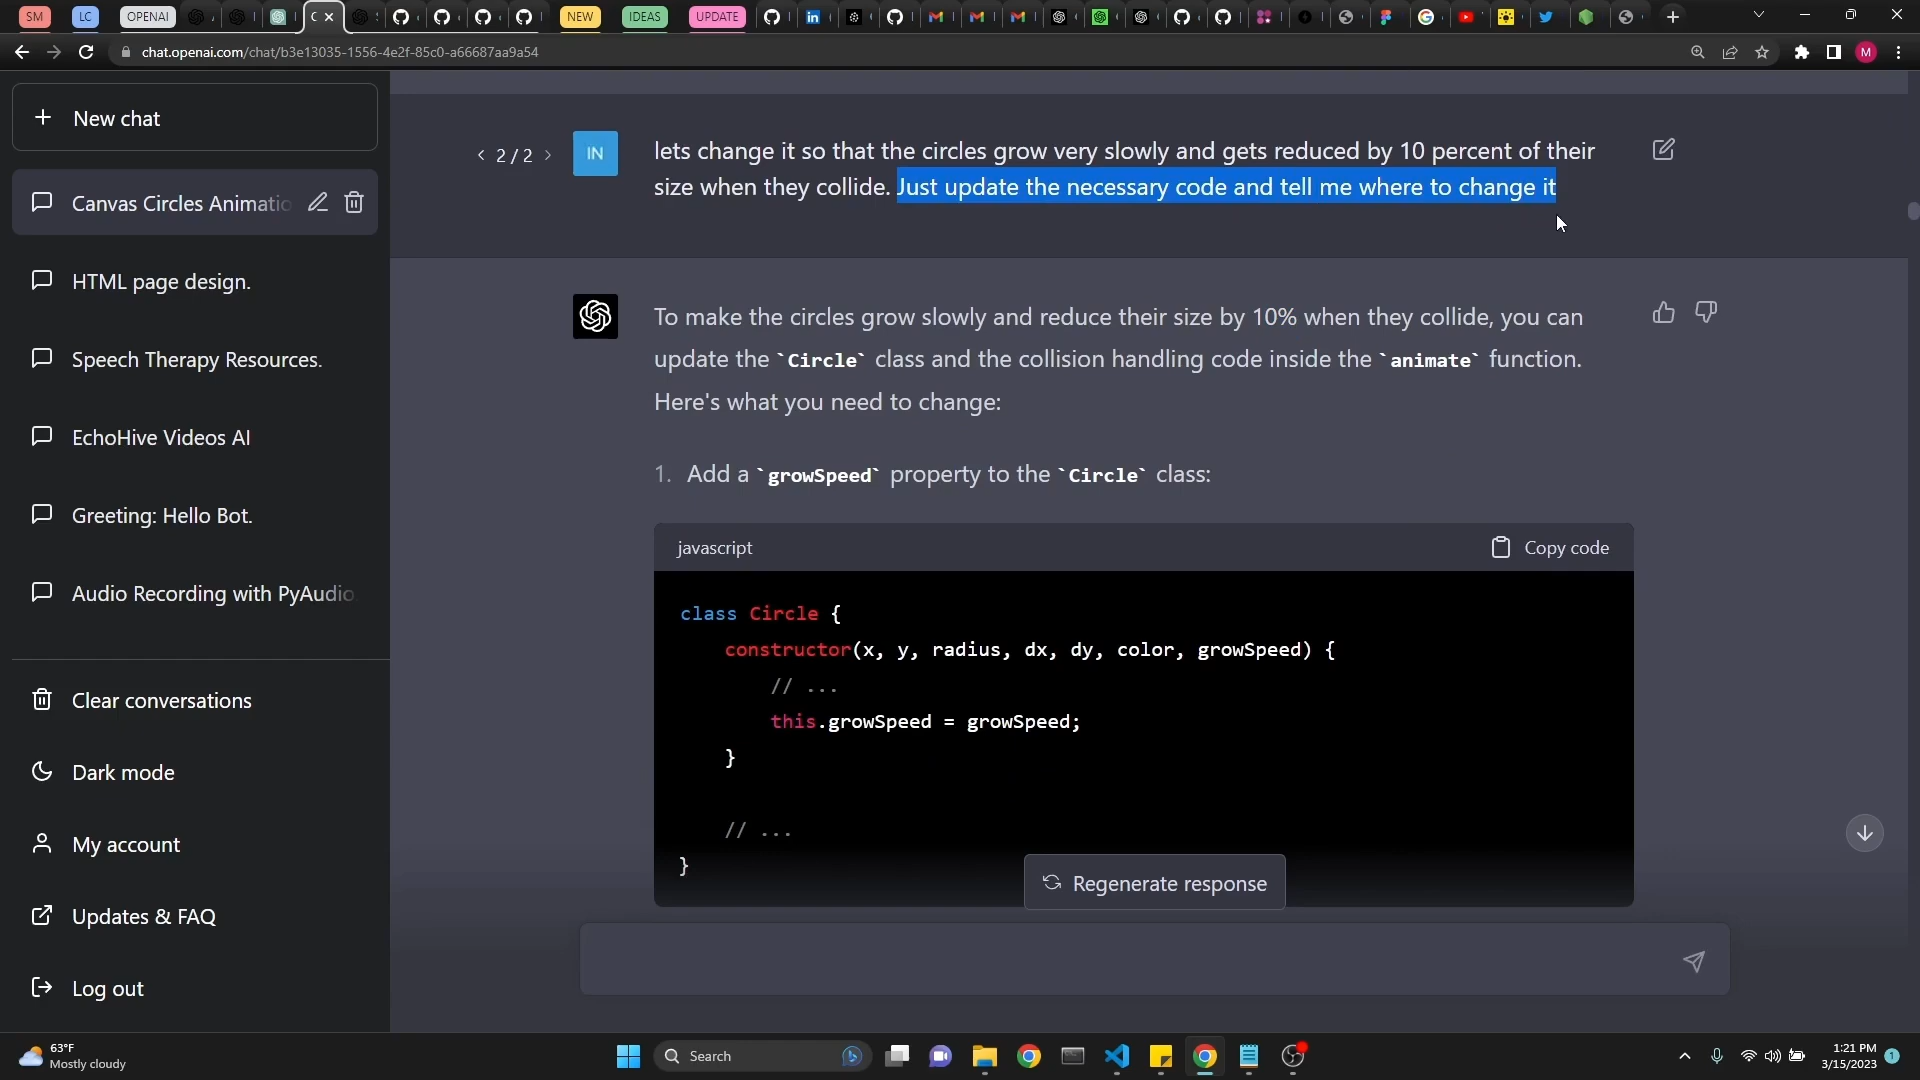 SM
LC
OPENAI
NEW
IDEAS
UPDATE
chat.openai.com/chat/b3e13035-1556-4e2f-85c0-a66687aa9a54
M
New chat
Canvas Circles Animatio
HTML page design.
Speech Therapy Resources.
EchoHive Videos AI
Greeting: Hello Bot.
Audio Recording with PyAudio
Clear conversations
Dark mode
My account
Updates & FAQ
Log out
< 2 / 2 >
IN
lets change it so that the circles grow very slowly and gets reduced by 10 percent of their
size when they collide. Just update the necessary code and tell me where to change it
To make the circles grow slowly and reduce their size by 10% when they collide, you can
update the `Circle` class and the collision handling code inside the `animate` function.
Here's what you need to change:
1. Add a `growSpeed` property to the `Circle` class:
javascript
Copy code
class Circle {
constructor(x, y, radius, dx, dy, color, growSpeed) {
// ...
this.growSpeed = growSpeed;
}
// ...
}
Regenerate response
63°F
Mostly cloudy
Search
1:21 PM
3/15/2023
1